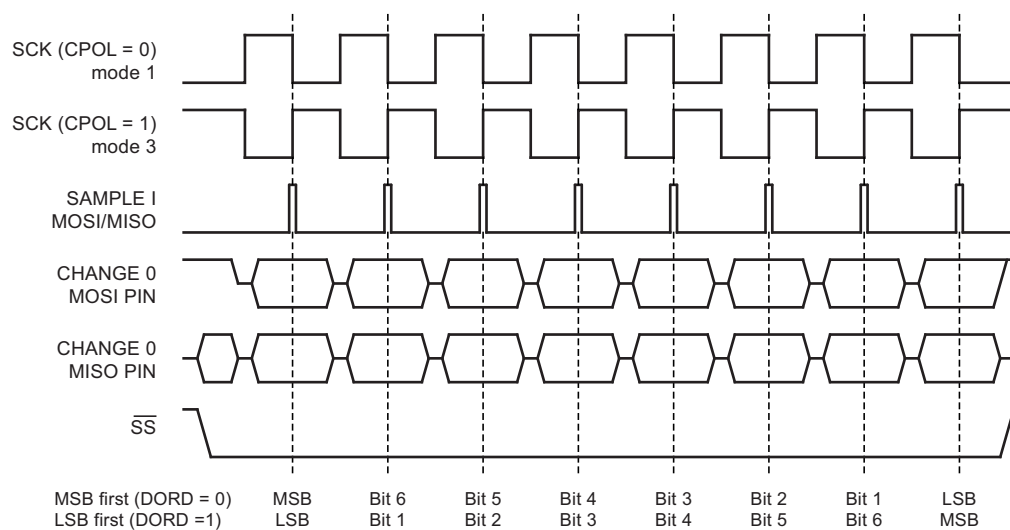 SCK (CPOL = 0)
mode 1
SCK (CPOL = 1)
mode 3
SAMPLE I
MOSI/MISO
CHANGE 0
MOSI PIN
CHANGE 0
MISO PIN
SS
MSB first (DORD = 0) MSB Bit 6 Bit 5 Bit 4 Bit 3 Bit 2 Bit 1 LSB
LSB first (DORD =1) LSB Bit 1 Bit 2 Bit 3 Bit 4 Bit 5 Bit 6 MSB